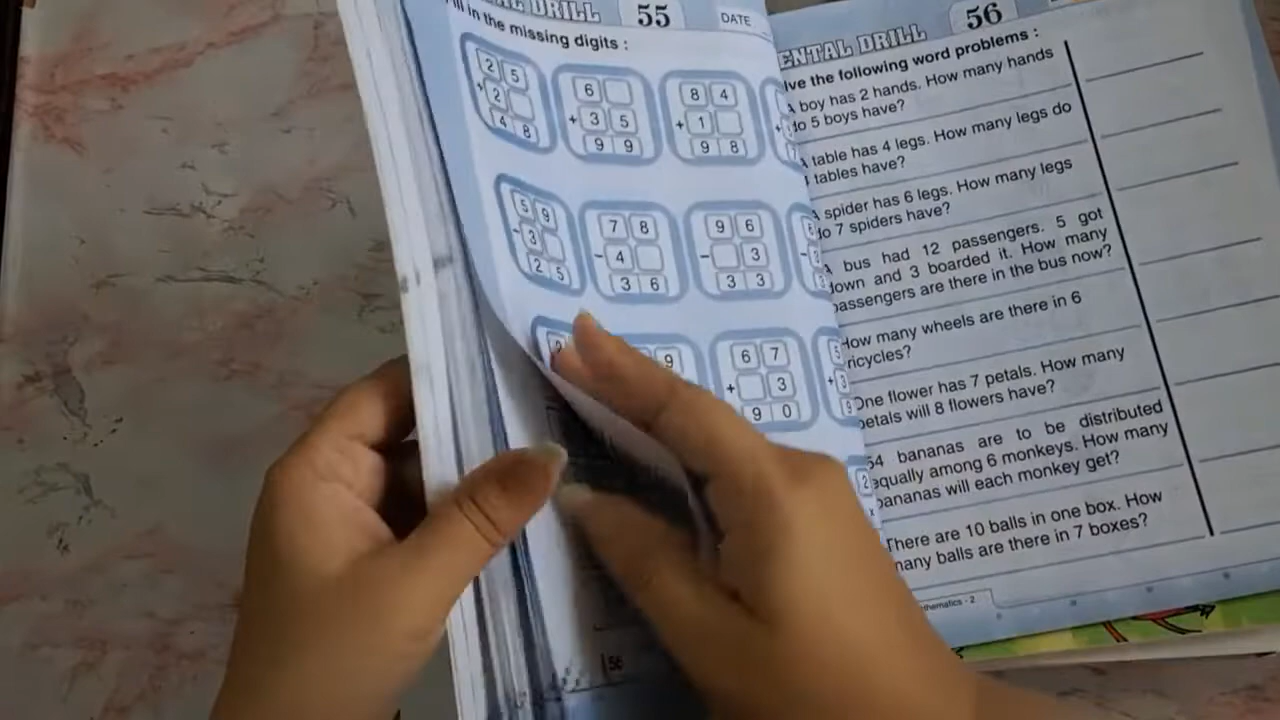 DRILL 55 DATE
ill in the missing digits :
2 5 6 8 4
+ 2 + 3 5 + 1
4 8 9 9 9 8
5 9 7 8 9 6
- 3 - 4 - 3
2 5 3 6 3 3
9 6 7
+ 3
9 0
ENTAL DRILL 56
lve the following word problems :
A boy has 2 hands. How many hands
do 5 boys have?
A table has 4 legs. How many legs do
tables have?
A spider has 6 legs. How many legs
do 7 spiders have?
A bus had 12 passengers. 5 got
down and 3 boarded it. How many
passengers are there in the bus now?
How many wheels are there in 6
ricycles?
One flower has 7 petals. How many
petals will 8 flowers have?
54 bananas are to be distributed
equally among 6 monkeys. How many
bananas will each monkey get?
There are 10 balls in one box. How
many balls are there in 7 boxes?
thematics - 2
56